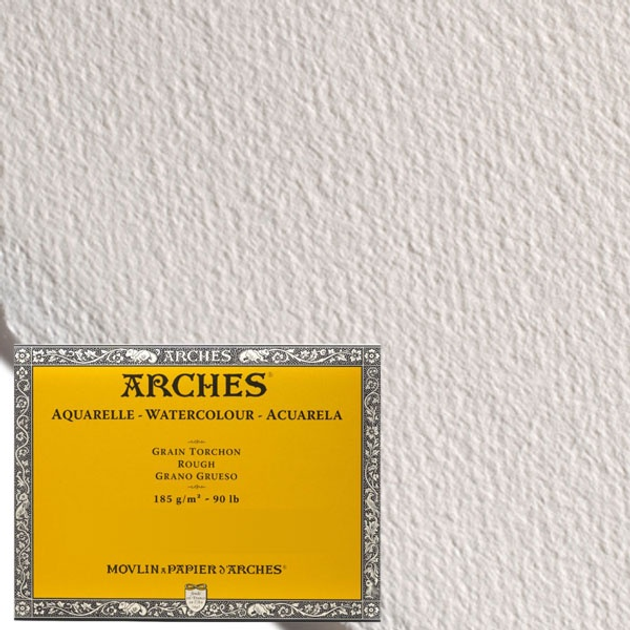 ARCHES
ARCHES®
AQUARELLE - WATERCOLOUR - ACUARELA
GRAIN TORCHON
ROUGH
GRANO GRUESO
185 g/m² - 90 lb
MOVLIN À PAPIER D'ARCHES®